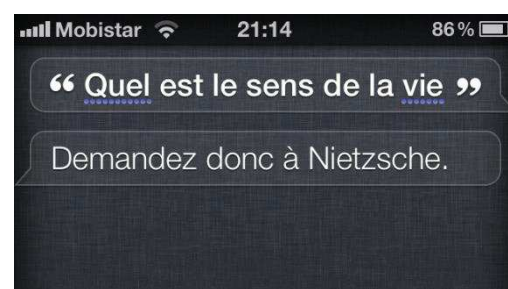 Mobistar 21:14 86 %
“ Quel est le sens de la vie ”
Demandez donc à Nietzsche.